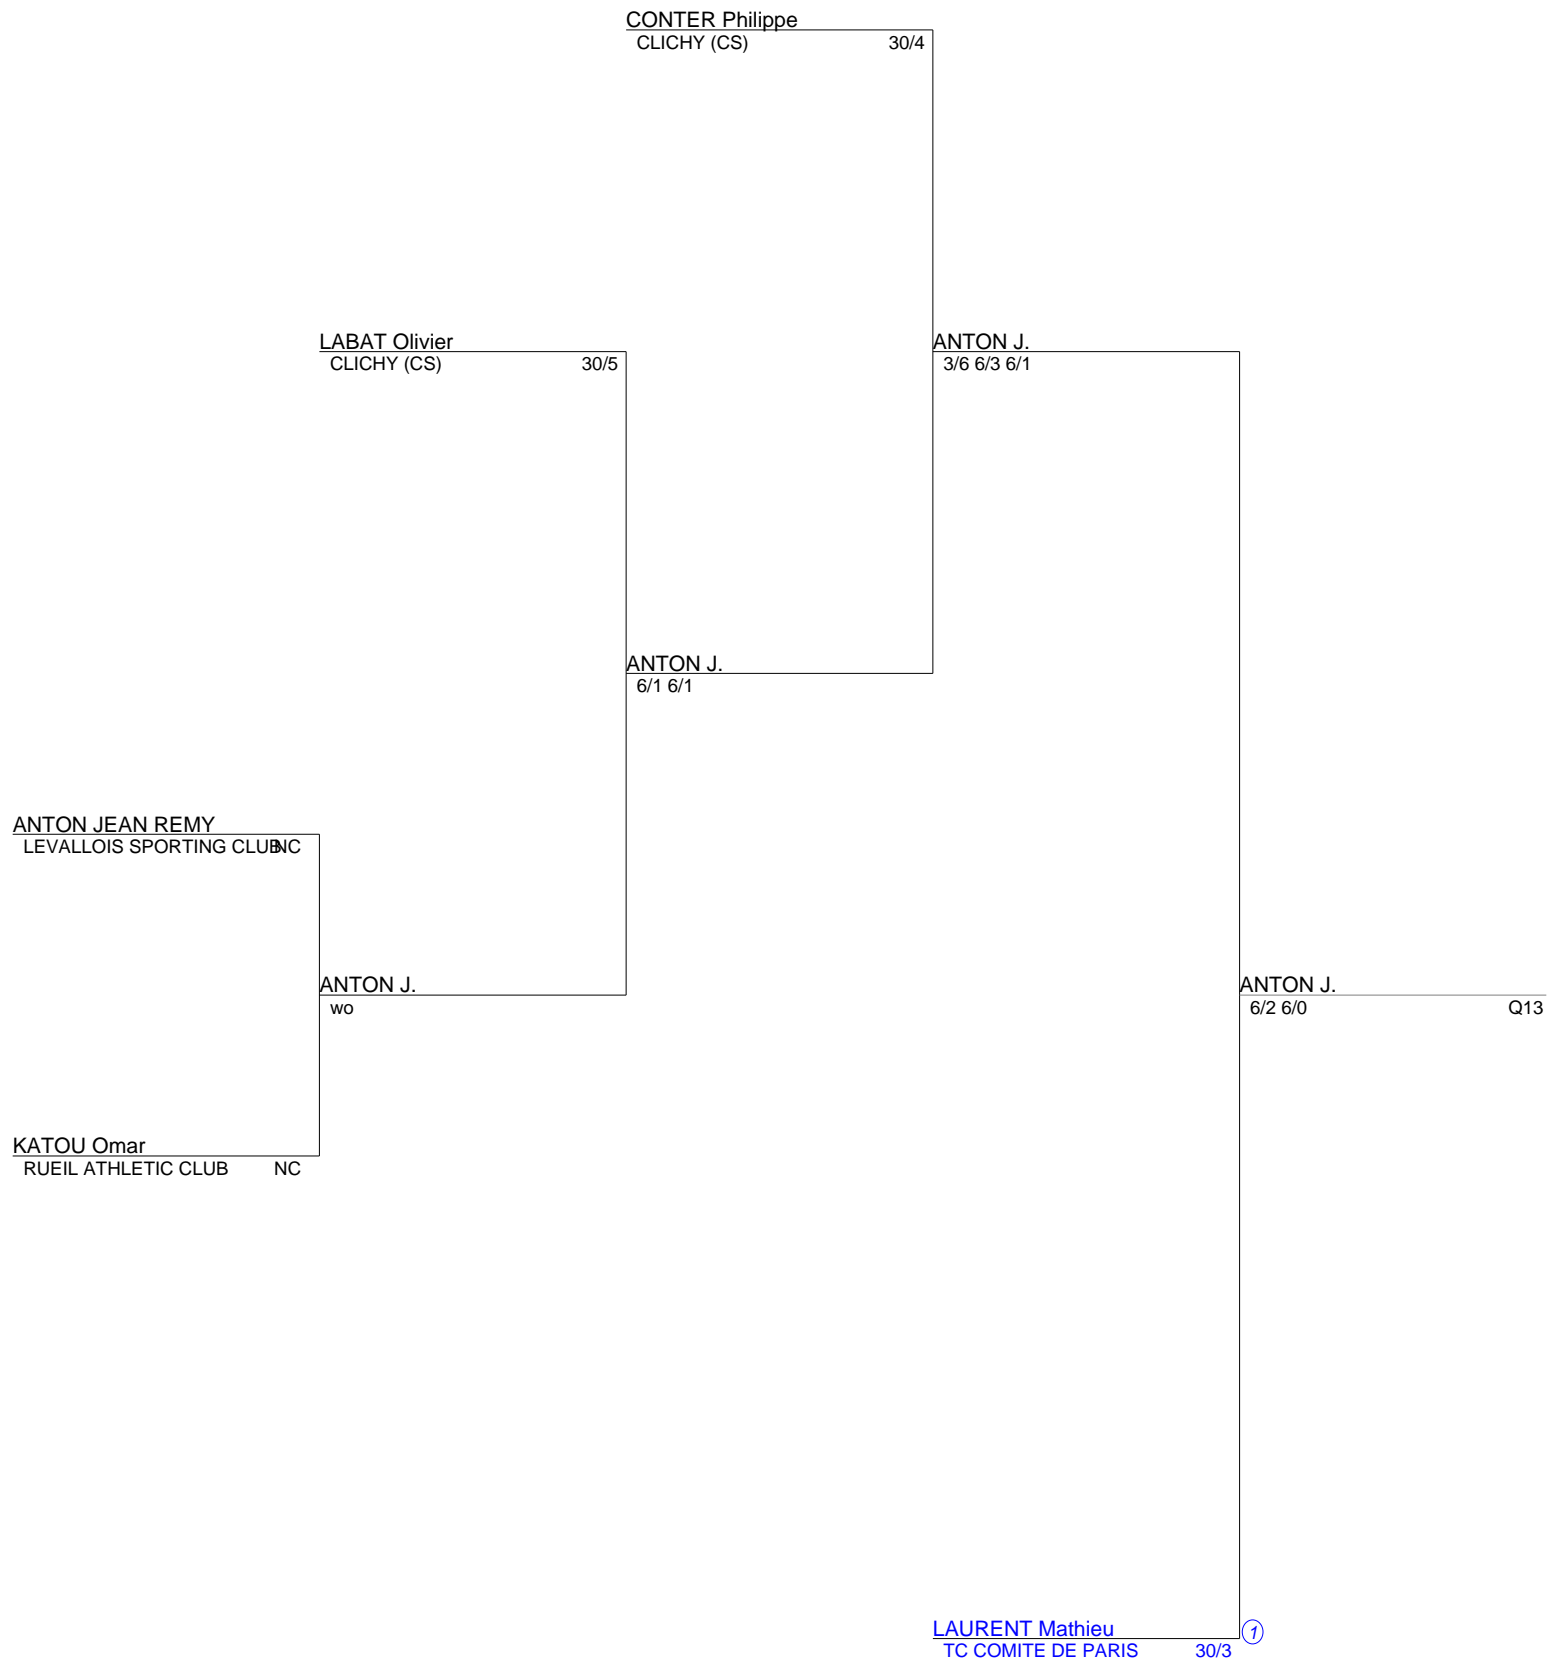 CONTER Philippe
CLICHY (CS) 30/4
LABAT Olivier
CLICHY (CS) 30/5
ANTON J.
3/6 6/3 6/1
ANTON J.
6/1 6/1
ANTON JEAN REMY
LEVALLOIS SPORTING CLUB NC
ANTON J.
wo
ANTON J.
6/2 6/0 Q13
KATOU Omar
RUEIL ATHLETIC CLUB NC
LAURENT Mathieu 1
TC COMITE DE PARIS 30/3